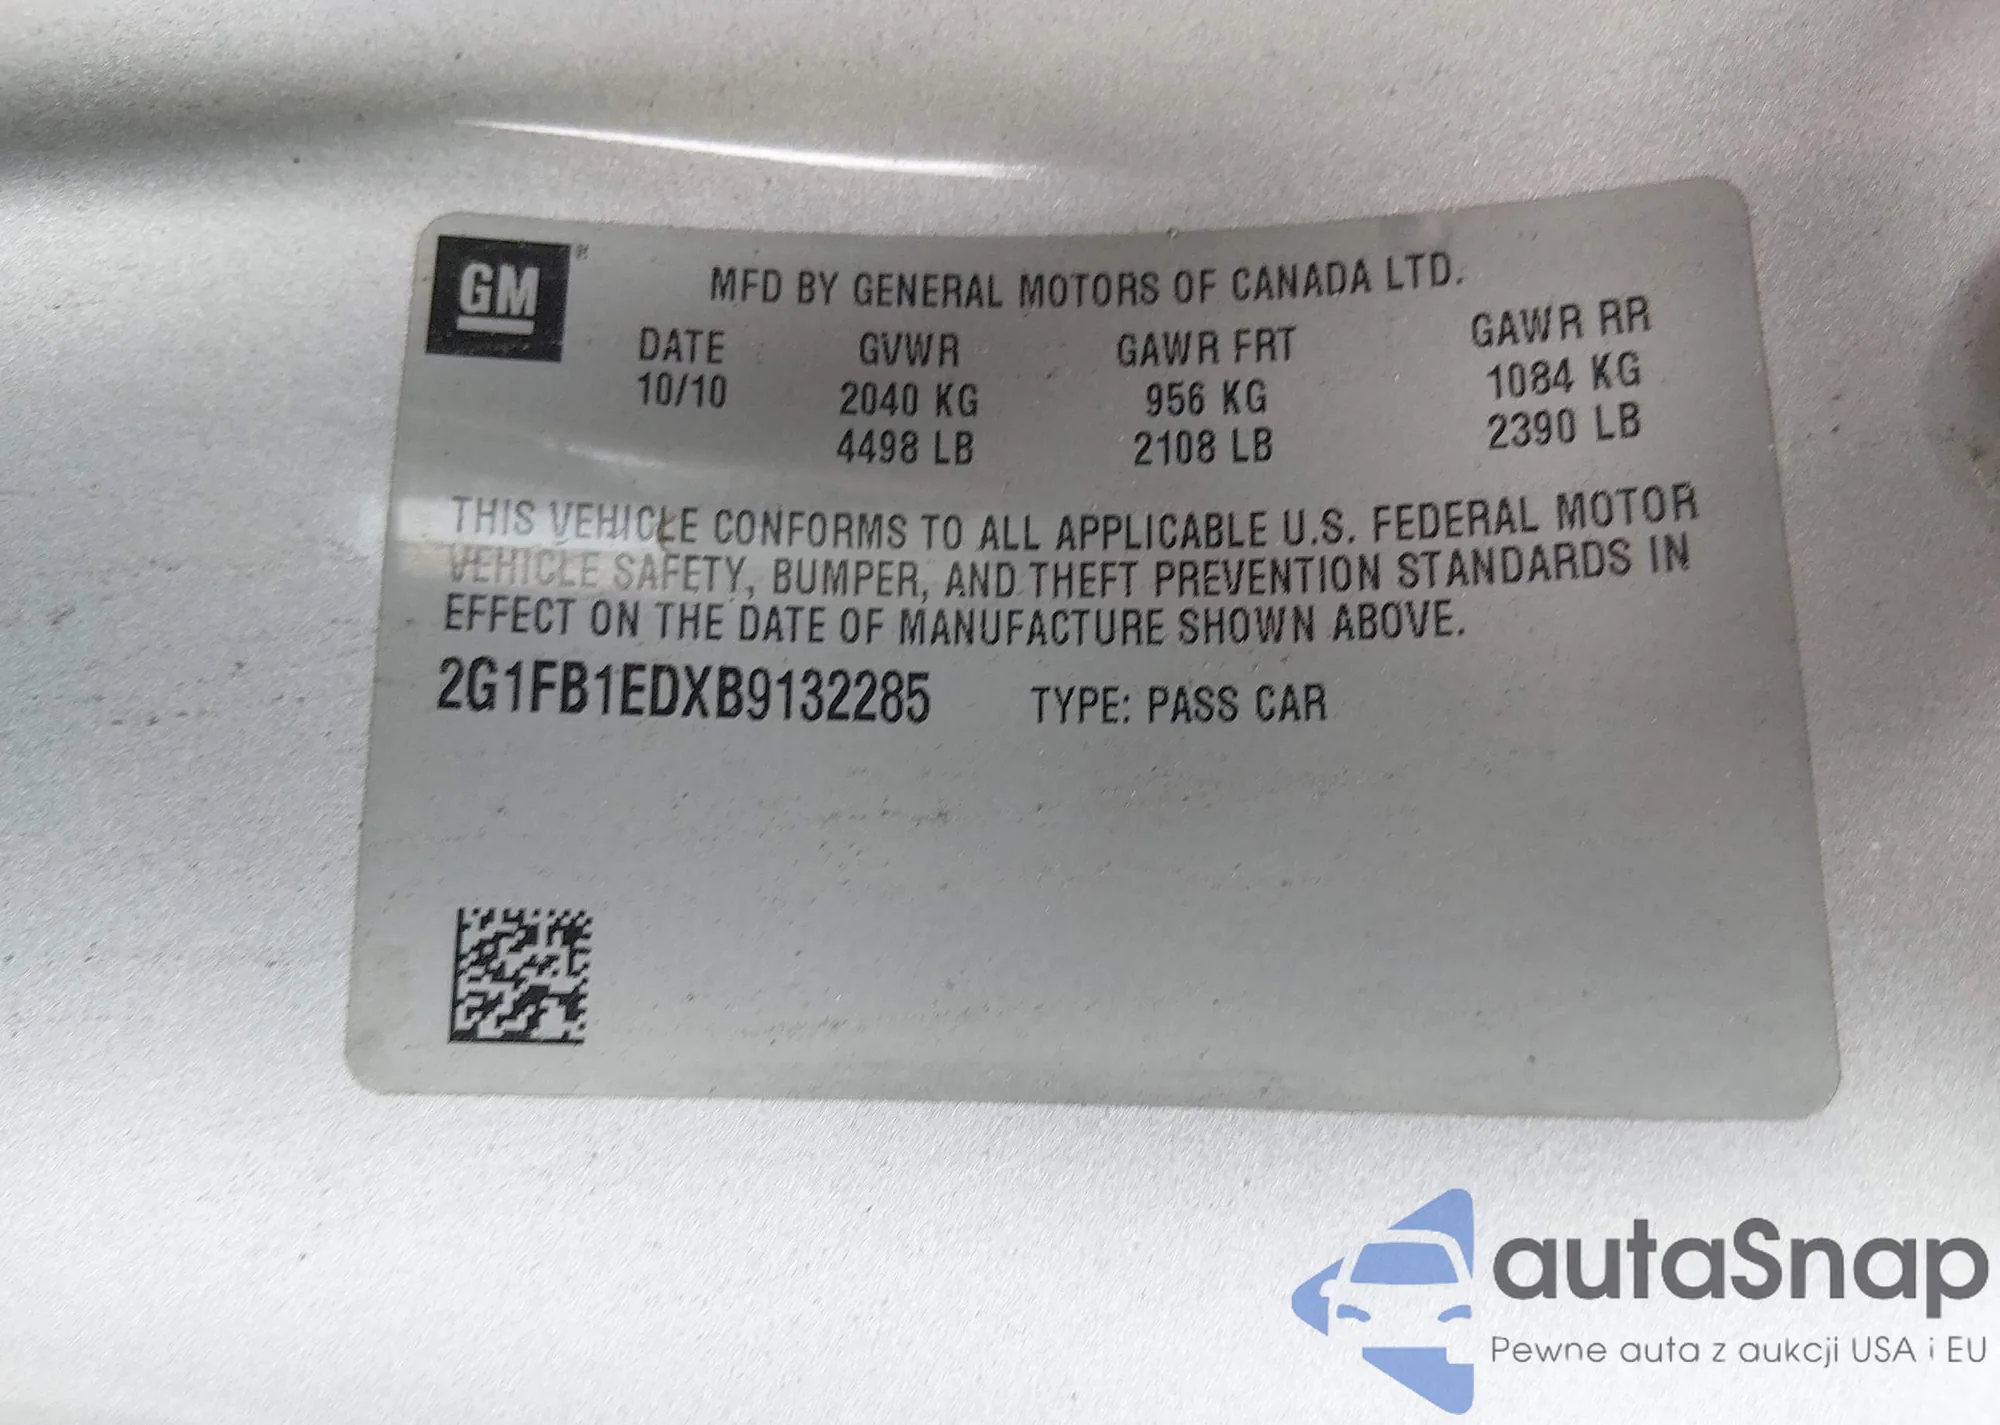 GM ®
MFD BY GENERAL MOTORS OF CANADA LTD.
DATE GVWR GAWR FRT GAWR RR
10/10 2040 KG 956 KG 1084 KG
4498 LB 2108 LB 2390 LB
THIS VEHICLE CONFORMS TO ALL APPLICABLE U.S. FEDERAL MOTOR
VEHICLE SAFETY, BUMPER, AND THEFT PREVENTION STANDARDS IN
EFFECT ON THE DATE OF MANUFACTURE SHOWN ABOVE.
2G1FB1EDXB9132285 TYPE: PASS CAR
autaSnap
Pewne auta z aukcji USA i EU